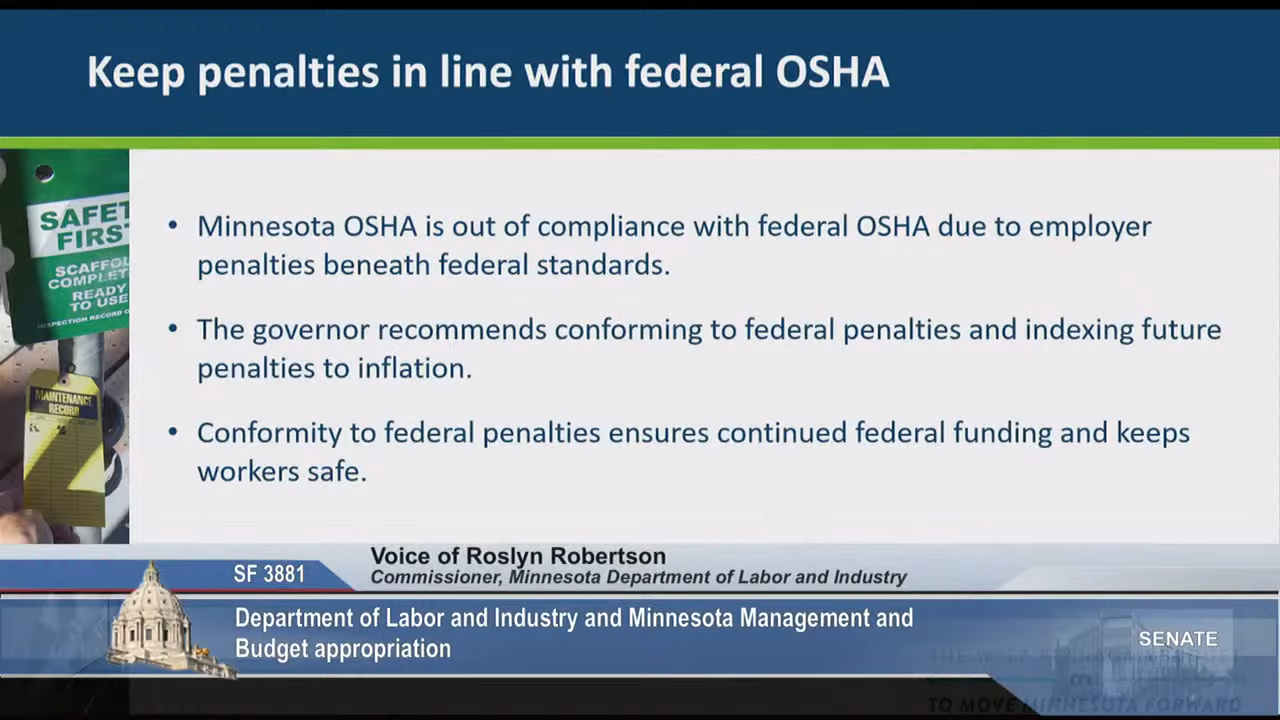 Keep penalties in line with federal OSHA
SAFET
FIRST
SCAFFOL
COMPLET
READY
TO USE
INSPECTION RECORD O
MAINTENANCE
RECORD
• Minnesota OSHA is out of compliance with federal OSHA due to employer
penalties beneath federal standards.
• The governor recommends conforming to federal penalties and indexing future
penalties to inflation.
• Conformity to federal penalties ensures continued federal funding and keeps
workers safe.
Voice of Roslyn Robertson
Commissioner, Minnesota Department of Labor and Industry
SF 3881
Department of Labor and Industry and Minnesota Management and
Budget appropriation
SENATE
TO MOVE MINNESOTA FORWARD